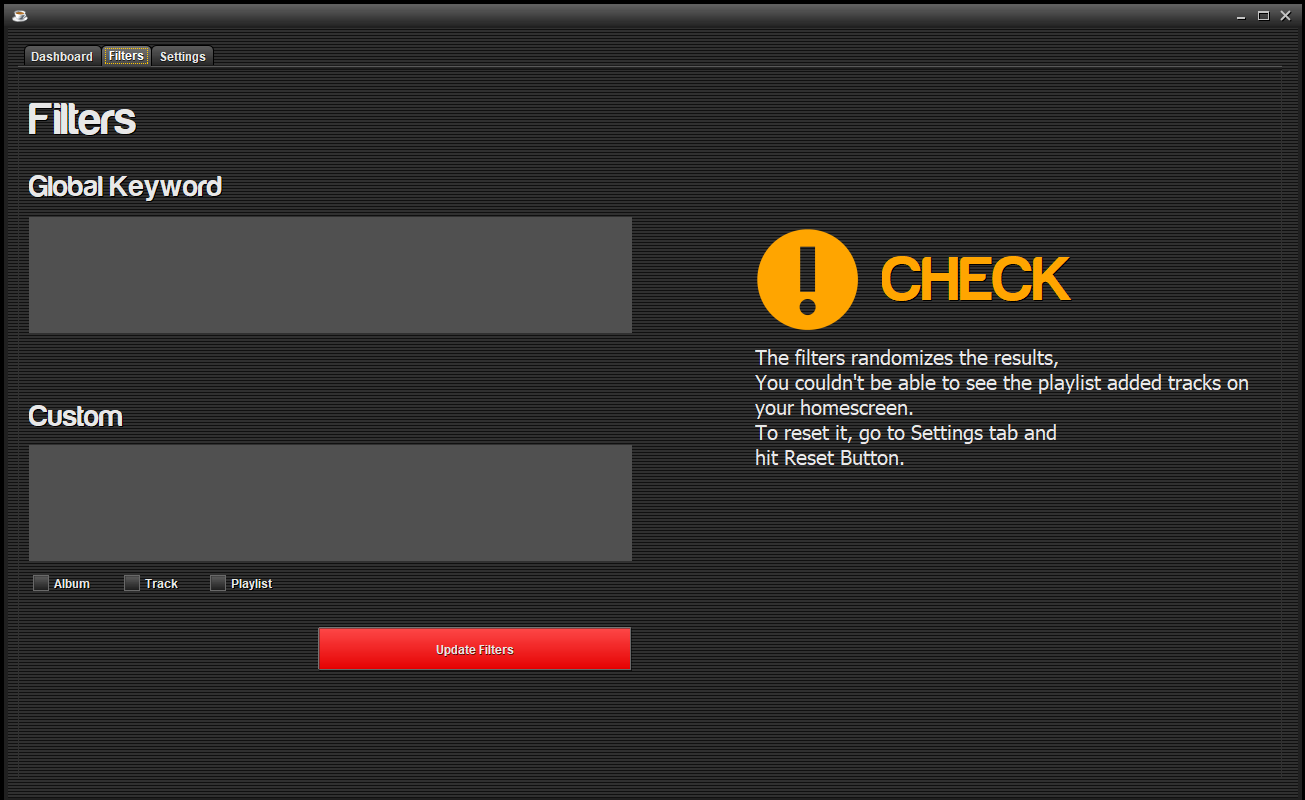 Dashboard Filters Settings
Filters
Global Keyword
CHECK
The filters randomizes the results,
You couldn't be able to see the playlist added tracks on
your homescreen.
To reset it, go to Settings tab and
hit Reset Button.
Custom
Album Track Playlist
Update Filters